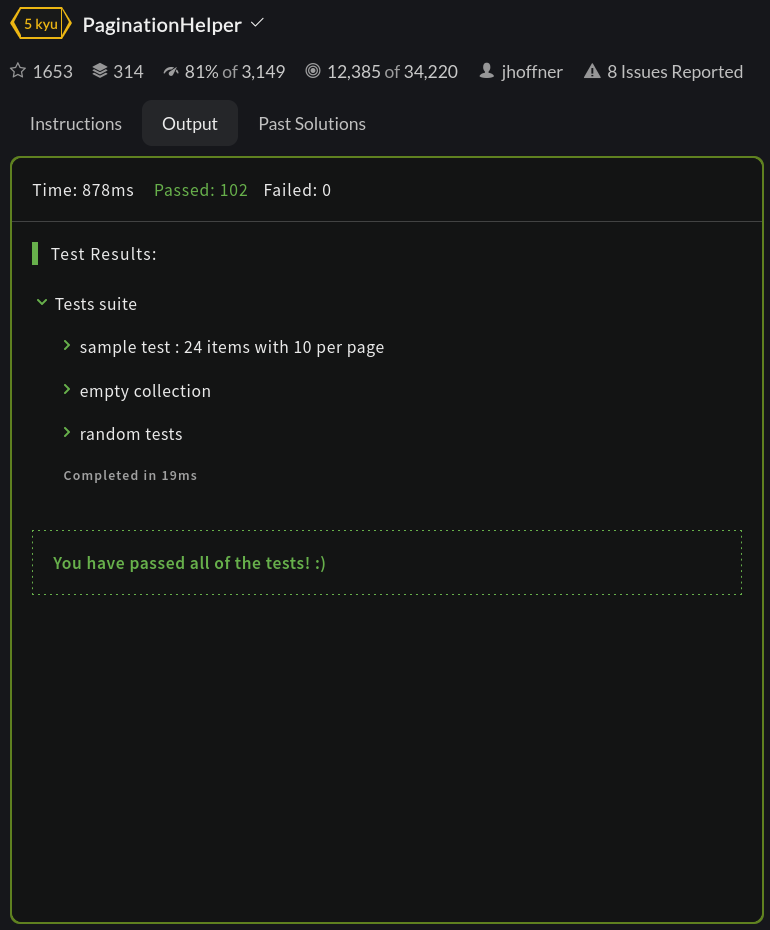 5 kyu PaginationHelper
1653 314 81% of 3,149 12,385 of 34,220 jhoffner 8 Issues Reported
Instructions Output Past Solutions
Time: 878ms Passed: 102 Failed: 0
Test Results:
Tests suite
sample test : 24 items with 10 per page
empty collection
random tests
Completed in 19ms
You have passed all of the tests! :)